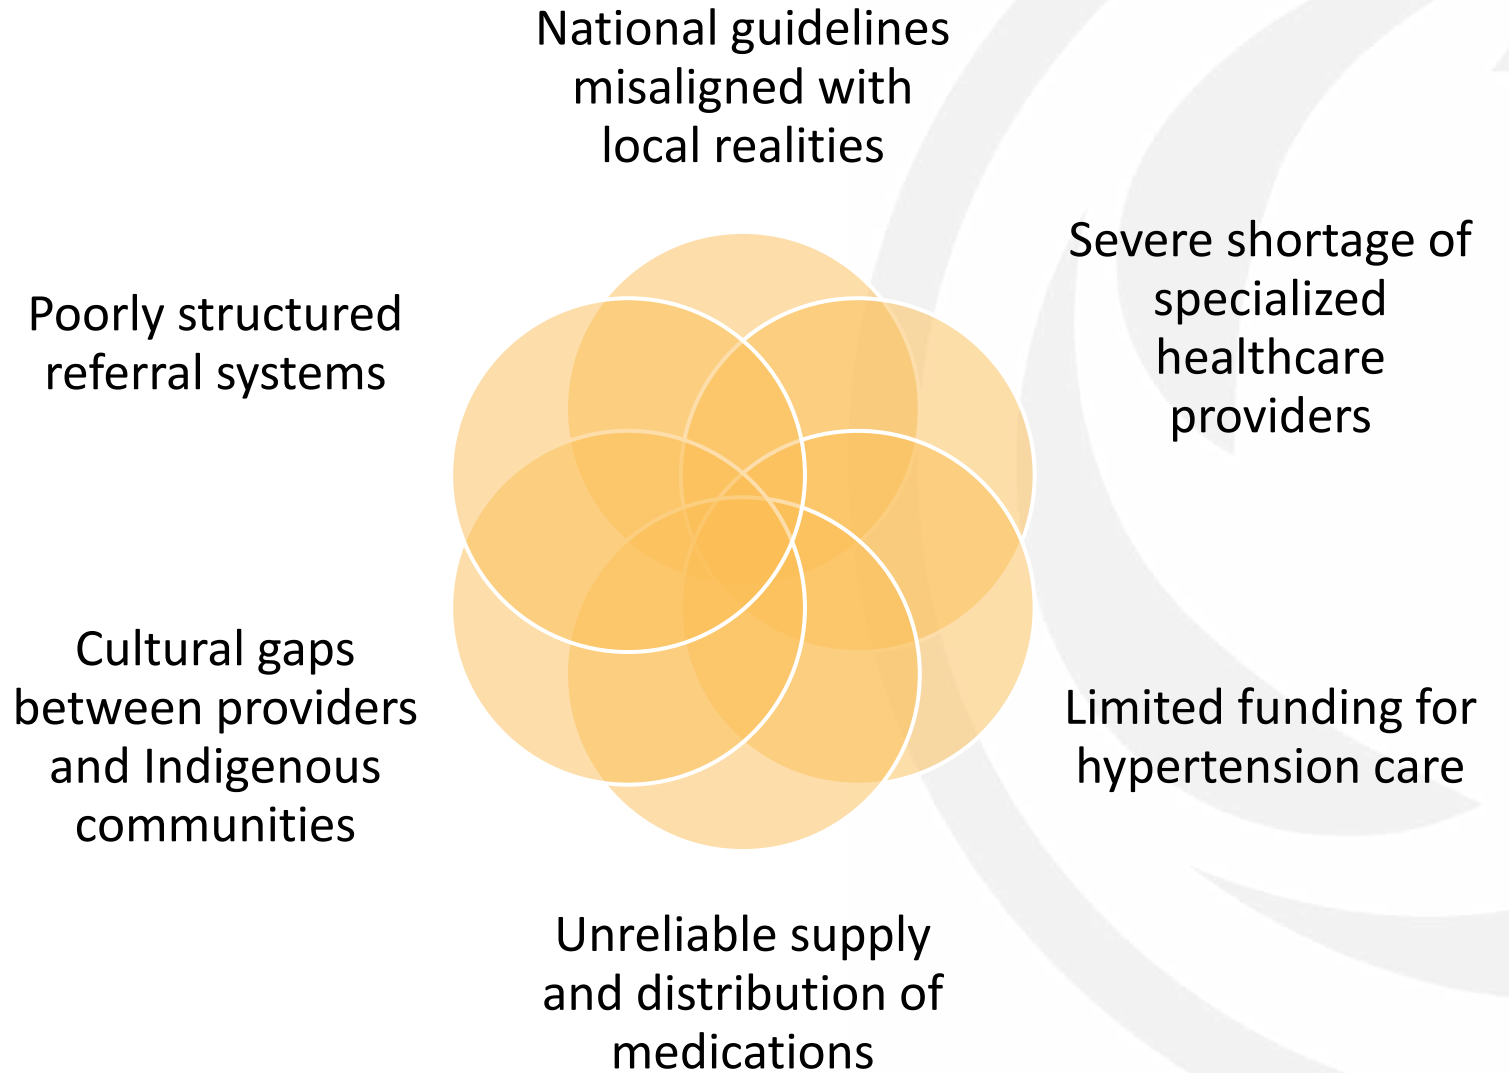 National guidelines
misaligned with
local realities
Severe shortage of
specialized
healthcare
providers
Limited funding for
hypertension care
Unreliable supply
and distribution of
medications
Cultural gaps
between providers
and Indigenous
communities
Poorly structured
referral systems